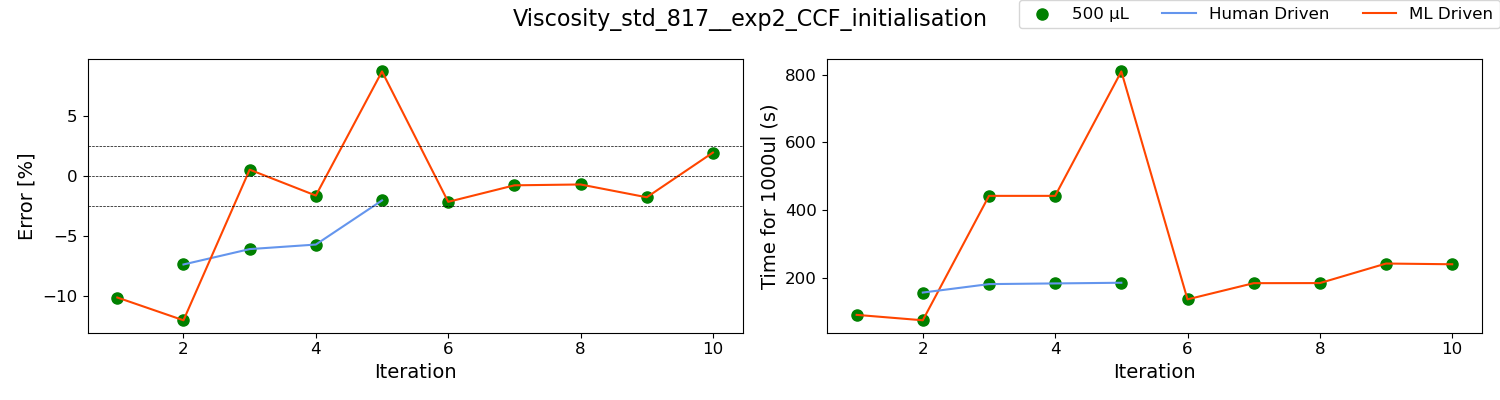 Viscosity_std_817__exp2_CCF_initialisation
500 µL
Human Driven
ML Driven
Error [%]
5
0
−5
−10
2
4
6
8
10
Iteration
Time for 1000ul (s)
800
600
400
200
2
4
6
8
10
Iteration